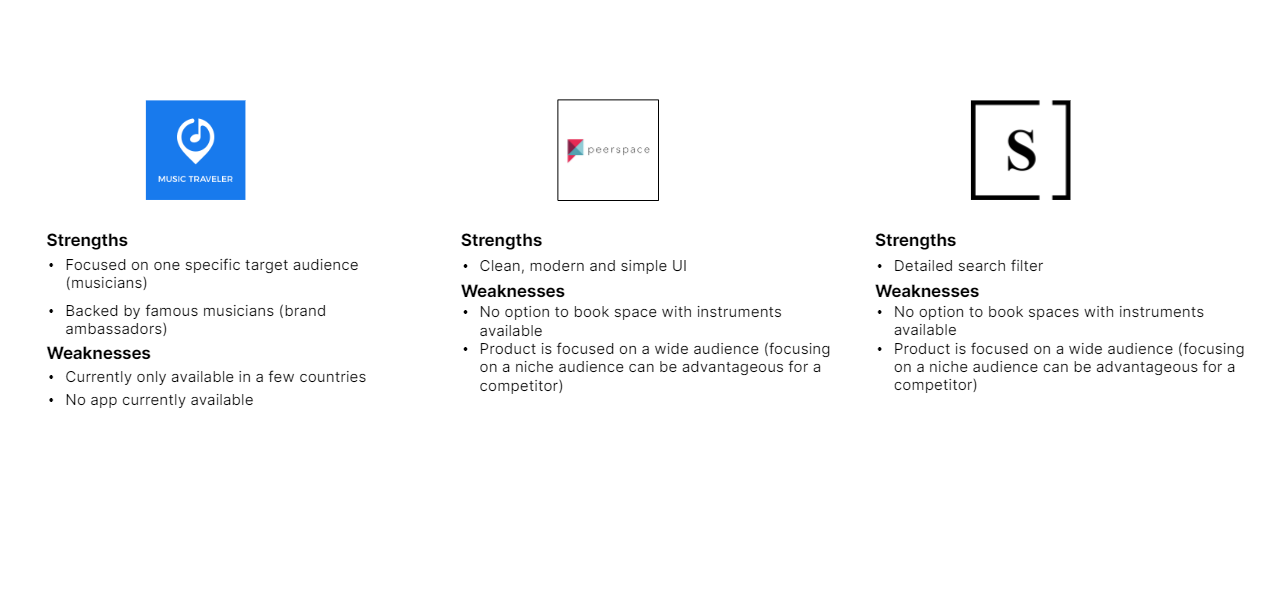 MUSIC TRAVELER
Strengths
• Focused on one specific target audience
(musicians)
• Backed by famous musicians (brand
ambassadors)
Weaknesses
• Currently only available in a few countries
• No app currently available
peerspace
Strengths
• Clean, modern and simple UI
Weaknesses
• No option to book space with instruments
available
• Product is focused on a wide audience (focusing
on a niche audience can be advantageous for a
competitor)
S
Strengths
• Detailed search filter
Weaknesses
• No option to book spaces with instruments
available
• Product is focused on a wide audience (focusing
on a niche audience can be advantageous for a
competitor)